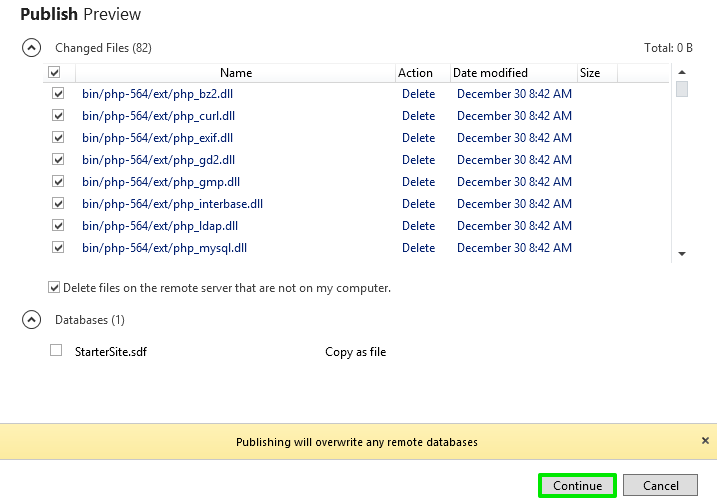 Publish Preview
Changed Files (82) Total: 0 B
Name Action Date modified Size
bin/php-564/ext/php_bz2.dll Delete December 30 8:42 AM
bin/php-564/ext/php_curl.dll Delete December 30 8:42 AM
bin/php-564/ext/php_exif.dll Delete December 30 8:42 AM
bin/php-564/ext/php_gd2.dll Delete December 30 8:42 AM
bin/php-564/ext/php_gmp.dll Delete December 30 8:42 AM
bin/php-564/ext/php_interbase.dll Delete December 30 8:42 AM
bin/php-564/ext/php_ldap.dll Delete December 30 8:42 AM
bin/php-564/ext/php_mysql.dll Delete December 30 8:42 AM
Delete files on the remote server that are not on my computer.
Databases (1)
StarterSite.sdf Copy as file
Publishing will overwrite any remote databases
Continue Cancel